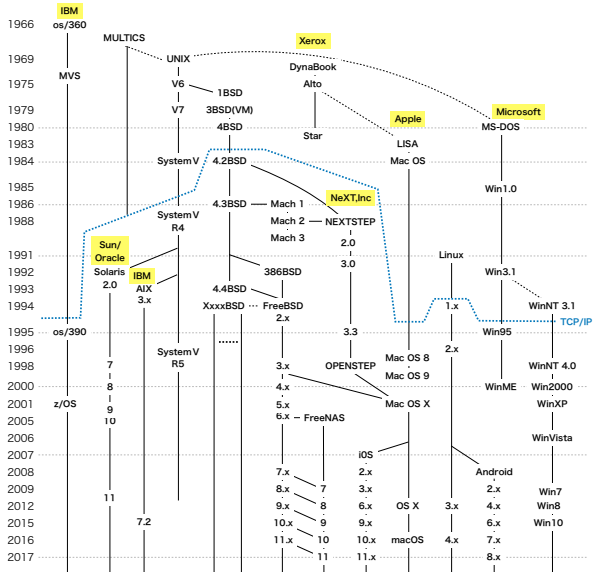 IBM
1966 os/360
MULTICS
Xerox
1969 UNIX
DynaBook
MVS
1975 V6 Alto
1BSD
Apple Microsoft
1979 V7 3BSD(VM)
1980 4BSD MS-DOS
Star
1983 LISA
1984 SystemV 4.2BSD Mac OS
1985 Win1.0
NeXT,Inc
1986 4.3BSD Mach 1
SystemV
R4
1988 Mach 2 NEXTSTEP
Mach 3 2.0
Sun/
Oracle
1991 Linux
3.0
IBM
1992 Solaris 386BSD Win3.1
2.0 AIX
1993 4.4BSD
3.x
1994 XxxxBSD FreeBSD 1.x WinNT 3.1
2.x TCP/IP
1995 os/390 3.3 Win95
1996 SystemV 2.x
R5
Mac OS 8
1998 7 3.x OPENSTEP WinNT 4.0
Mac OS 9
2000 8 4.x WinME Win2000
2001 z/OS 9 5.x Mac OS X WinXP
2005 10 6.x FreeNAS
2006 WinVista
2007 iOS
2008 7.x 2.x Android
2009 11 8.x 7 3.x 2.x Win7
2012 9.x 8 6.x OS X 3.x 4.x Win8
2015 7.2 10.x 9 9.x 6.x Win10
2016 11.x 10 10.x macOS 4.x 7.x
2017 11 11.x 8.x